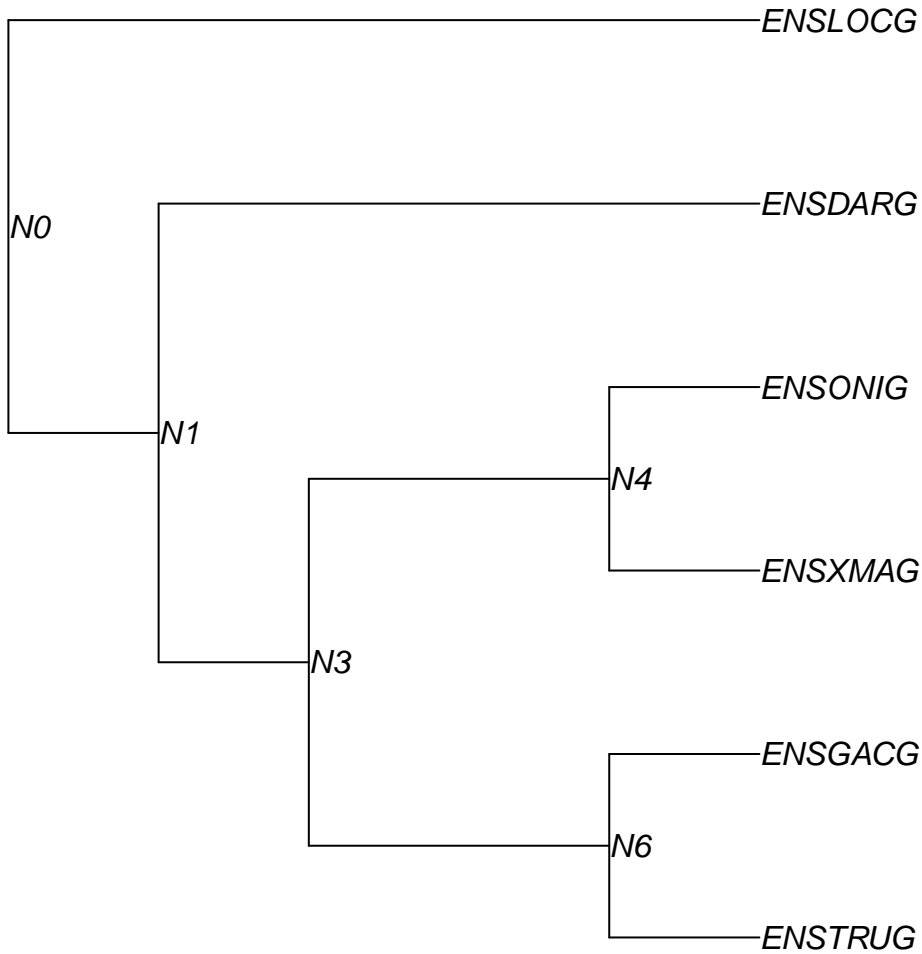 ENSLOCG
ENSDARG
N0
ENSONIG
N1
N4
ENSXMAG
N3
ENSGACG
N6
ENSTRUG